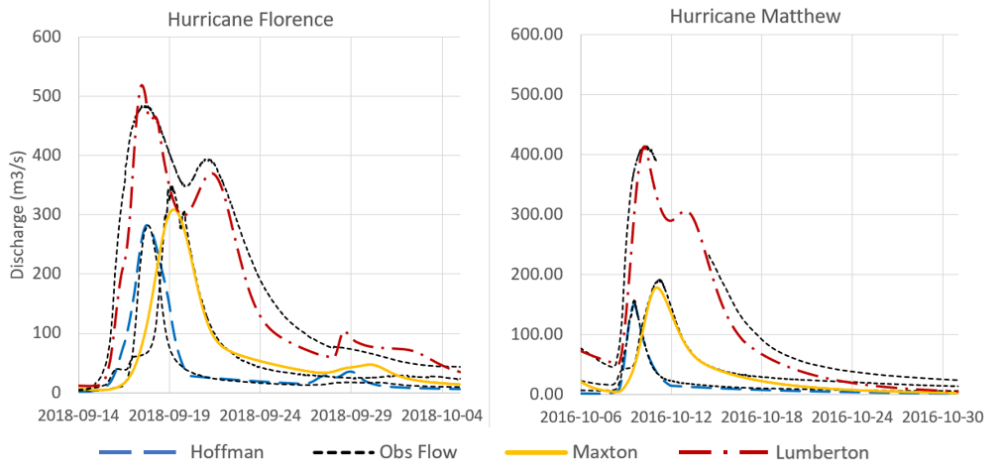 Hurricane Florence
Hurricane Matthew
Discharge (m3/s)
600
500
400
300
200
100
0
2018-09-14 2018-09-19 2018-09-24 2018-09-29 2018-10-04
600.00
500.00
400.00
300.00
200.00
100.00
0.00
2016-10-06 2016-10-12 2016-10-18 2016-10-24 2016-10-30
Hoffman Obs Flow Maxton Lumberton